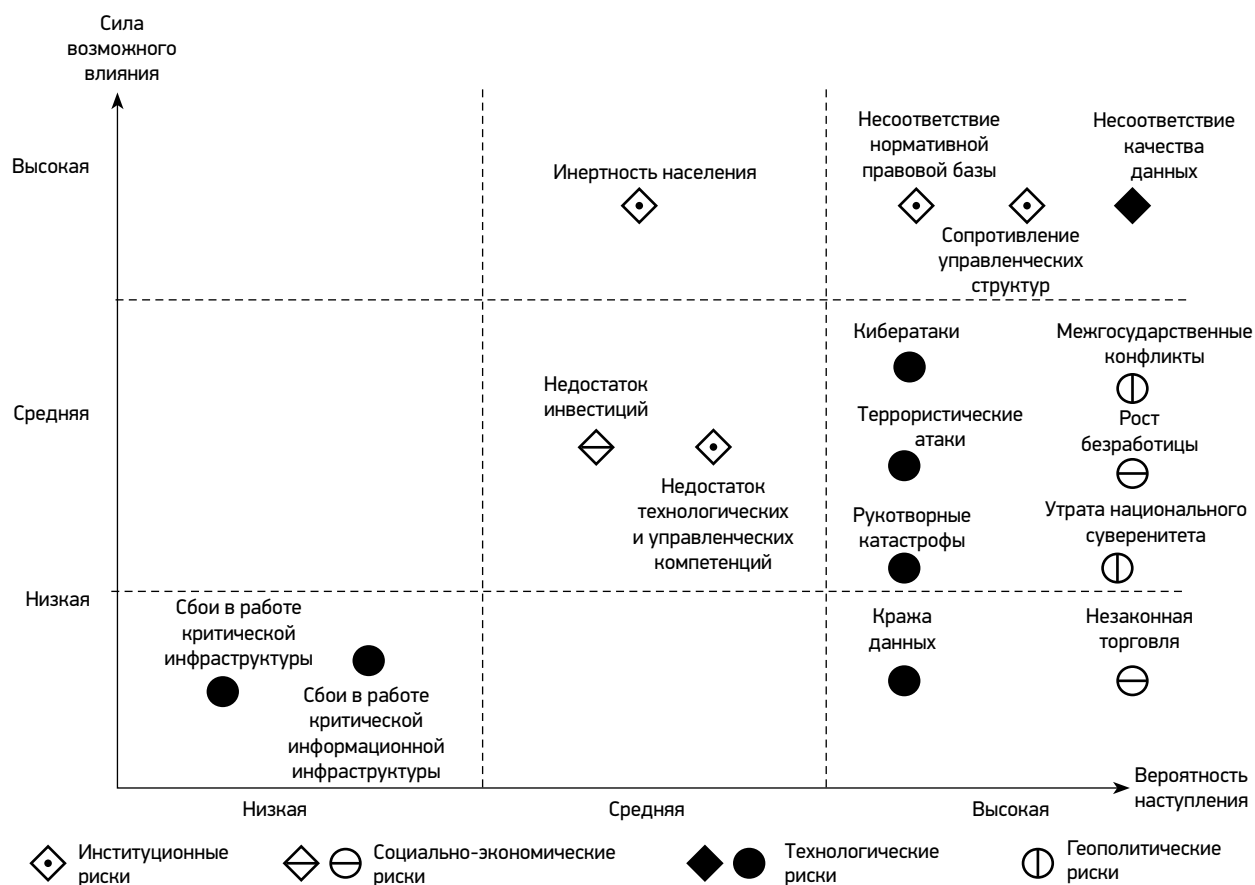 Сила
возможного
влияния
Высокая
Инертность населения
Несоответствие
нормативной
правовой базы
Сопротивление
управленческих
структур
Несоответствие
качества
данных
Средняя
Недостаток
инвестиций
Недостаток
технологических
и управленческих
компетенций
Кибератаки
Террористические
атаки
Рукотворные
катастрофы
Межгосударственные
конфликты
Рост
безработицы
Утрата национального
суверенитета
Низкая
Сбои в работе
критической
инфраструктуры
Сбои в работе
критической
информационной
инфраструктуры
Кража
данных
Незаконная
торговля
Вероятность
наступления
Низкая
Средняя
Высокая
Институционные
риски
Социально-экономические
риски
Технологические
риски
Геополитические
риски